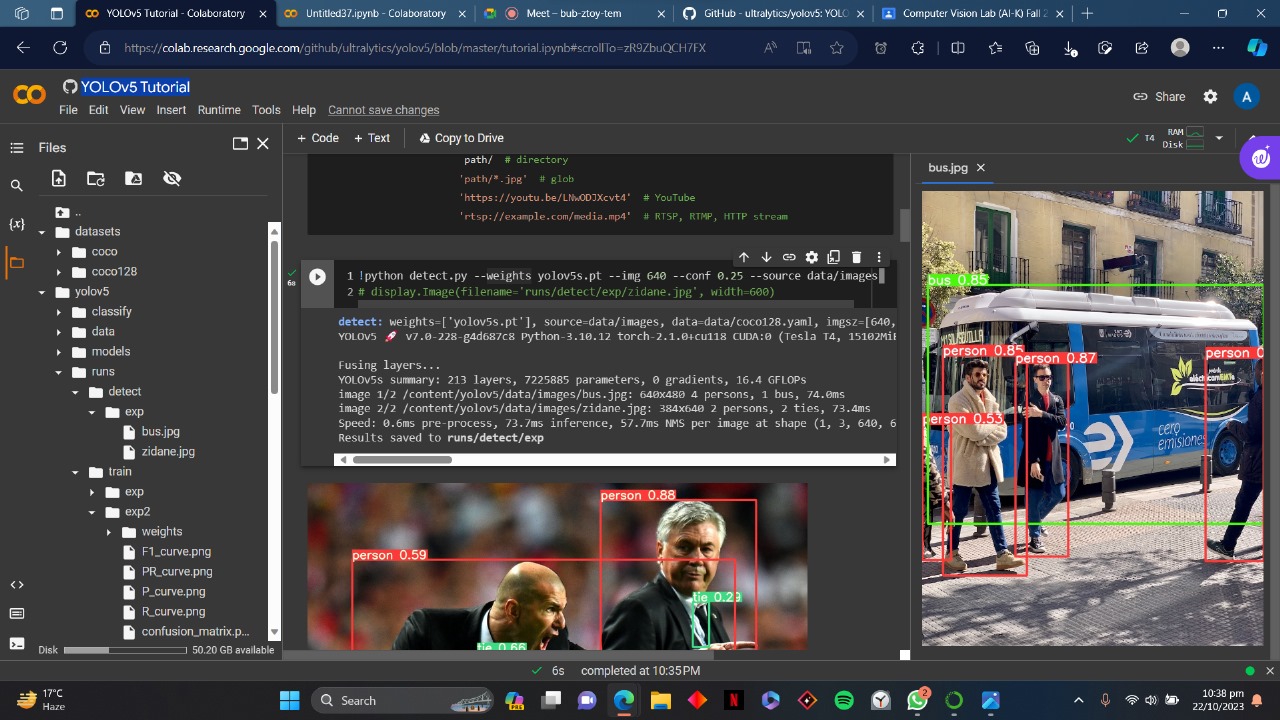 YOLOv5 Tutorial - Colaboratory
Untitled37.ipynb - Colaboratory
Meet – bub-ztoy-tem
GitHub - ultralytics/yolov5: YOLO
Computer Vision Lab (AI-K) Fall 2
https://colab.research.google.com/github/ultralytics/yolov5/blob/master/tutorial.ipynb#scrollTo=zR9ZbuQCH7FX
YOLOv5 Tutorial
File Edit View Insert Runtime Tools Help Cannot save changes
Share
A
Files
+ Code + Text Copy to Drive
T4 RAM Disk
..
datasets
coco
coco128
yolov5
classify
data
models
runs
detect
exp
bus.jpg
zidane.jpg
train
exp
exp2
weights
F1_curve.png
PR_curve.png
P_curve.png
R_curve.png
confusion_matrix.p...
Disk 50.20 GB available
path/ # directory
'path/*.jpg' # glob
'https://youtu.be/LNwODJXcvt4' # YouTube
'rtsp://example.com/media.mp4' # RTSP, RTMP, HTTP stream
6s
1 !python detect.py --weights yolov5s.pt --img 640 --conf 0.25 --source data/images
2 # display.Image(filename='runs/detect/exp/zidane.jpg', width=600)
detect: weights=['yolov5s.pt'], source=data/images, data=data/coco128.yaml, imgsz=[640,
YOLOv5 🚀 Python-3.10.12 torch-2.1.0+cu118 CUDA:0 (Tesla T4, 15102MiB
Fusing layers...
YOLOv5s summary: 213 layers, 7225885 parameters, 0 gradients, 16.4 GFLOPs
image 1/2 /content/yolov5/data/images/bus.jpg: 640x480 4 persons, 1 bus, 74.0ms
image 2/2 /content/yolov5/data/images/zidane.jpg: 384x640 2 persons, 2 ties, 73.4ms
Speed: 0.6ms pre-process, 73.7ms inference, 57.7ms NMS per image at shape (1, 3, 640, 6
Results saved to runs/detect/exp
person 0.88
person 0.59
tie 0.29
tie 0.66
bus.jpg
bus 0.85
person 0.85
person 0.87
person 0
person 0.53
cero
emisiones
6s completed at 10:35 PM
17°C
Haze
Search
PRE
2
10:38 pm
22/10/2023